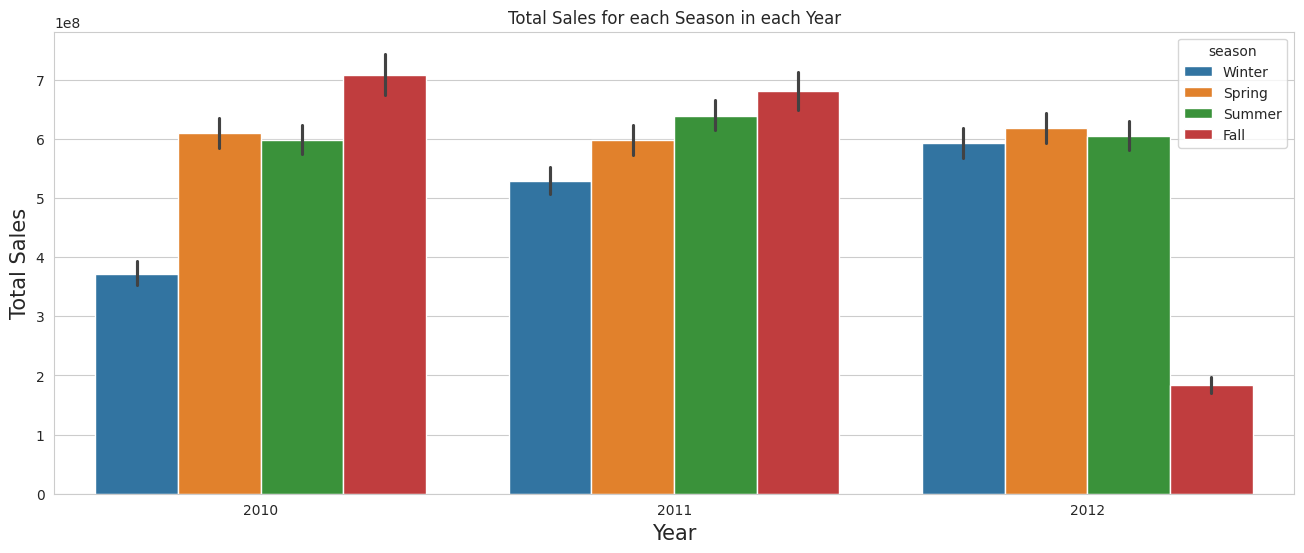 Total Sales for each Season in each Year
1e8
season
Winter
Spring
Summer
Fall
Total Sales
7
6
5
4
3
2
1
0
2010 2011 2012
Year